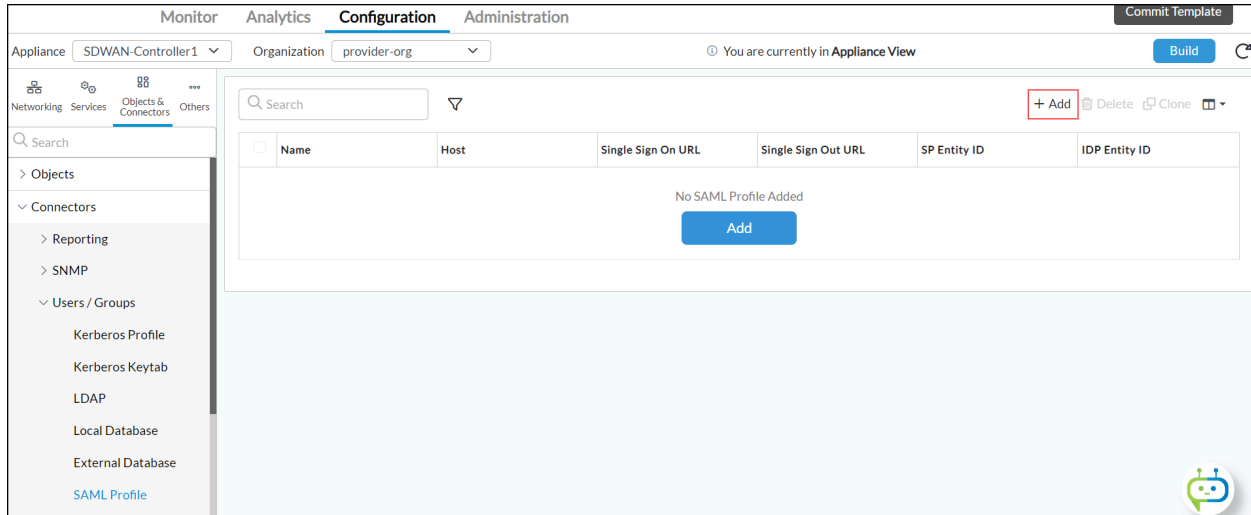 Monitor Analytics Configuration Administration Commit Template
Appliance SDWAN-Controller1 Organization provider-org You are currently in Appliance View Build
Networking Services Objects & Connectors Others
Search
Search
+ Add Delete Clone
Name Host Single Sign On URL Single Sign Out URL SP Entity ID IDP Entity ID
No SAML Profile Added
Add
Objects
Connectors
Reporting
SNMP
Users / Groups
Kerberos Profile
Kerberos Keytab
LDAP
Local Database
External Database
SAML Profile